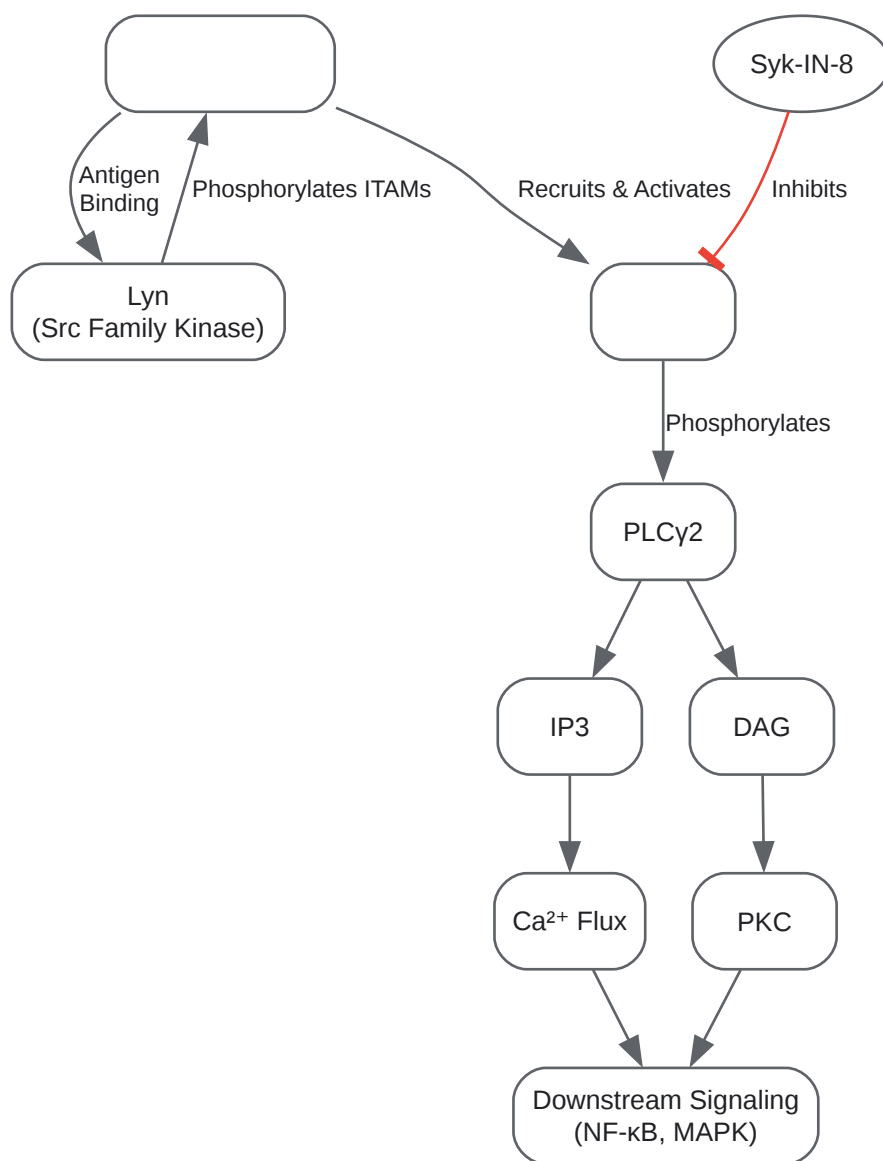 Syk-IN-8
Antigen
Binding
Phosphorylates ITAMs
Recruits & Activates
Inhibits
Lyn
(Src Family Kinase)
Phosphorylates
PLCγ2
IP3
DAG
Ca²⁺ Flux
PKC
Downstream Signaling
(NF-κB, MAPK)